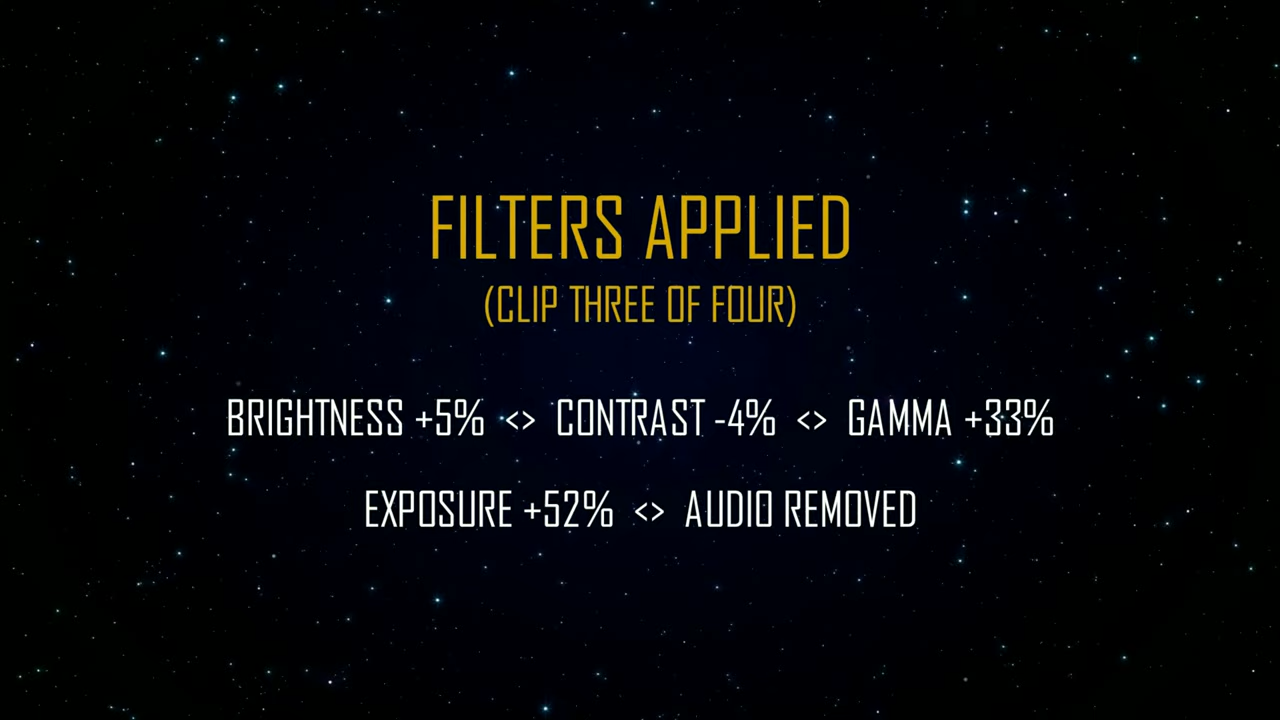 FILTERS APPLIED
(CLIP THREE OF FOUR)
BRIGHTNESS +5% <> CONTRAST -4% <> GAMMA +33%
EXPOSURE +52% <> AUDIO REMOVED